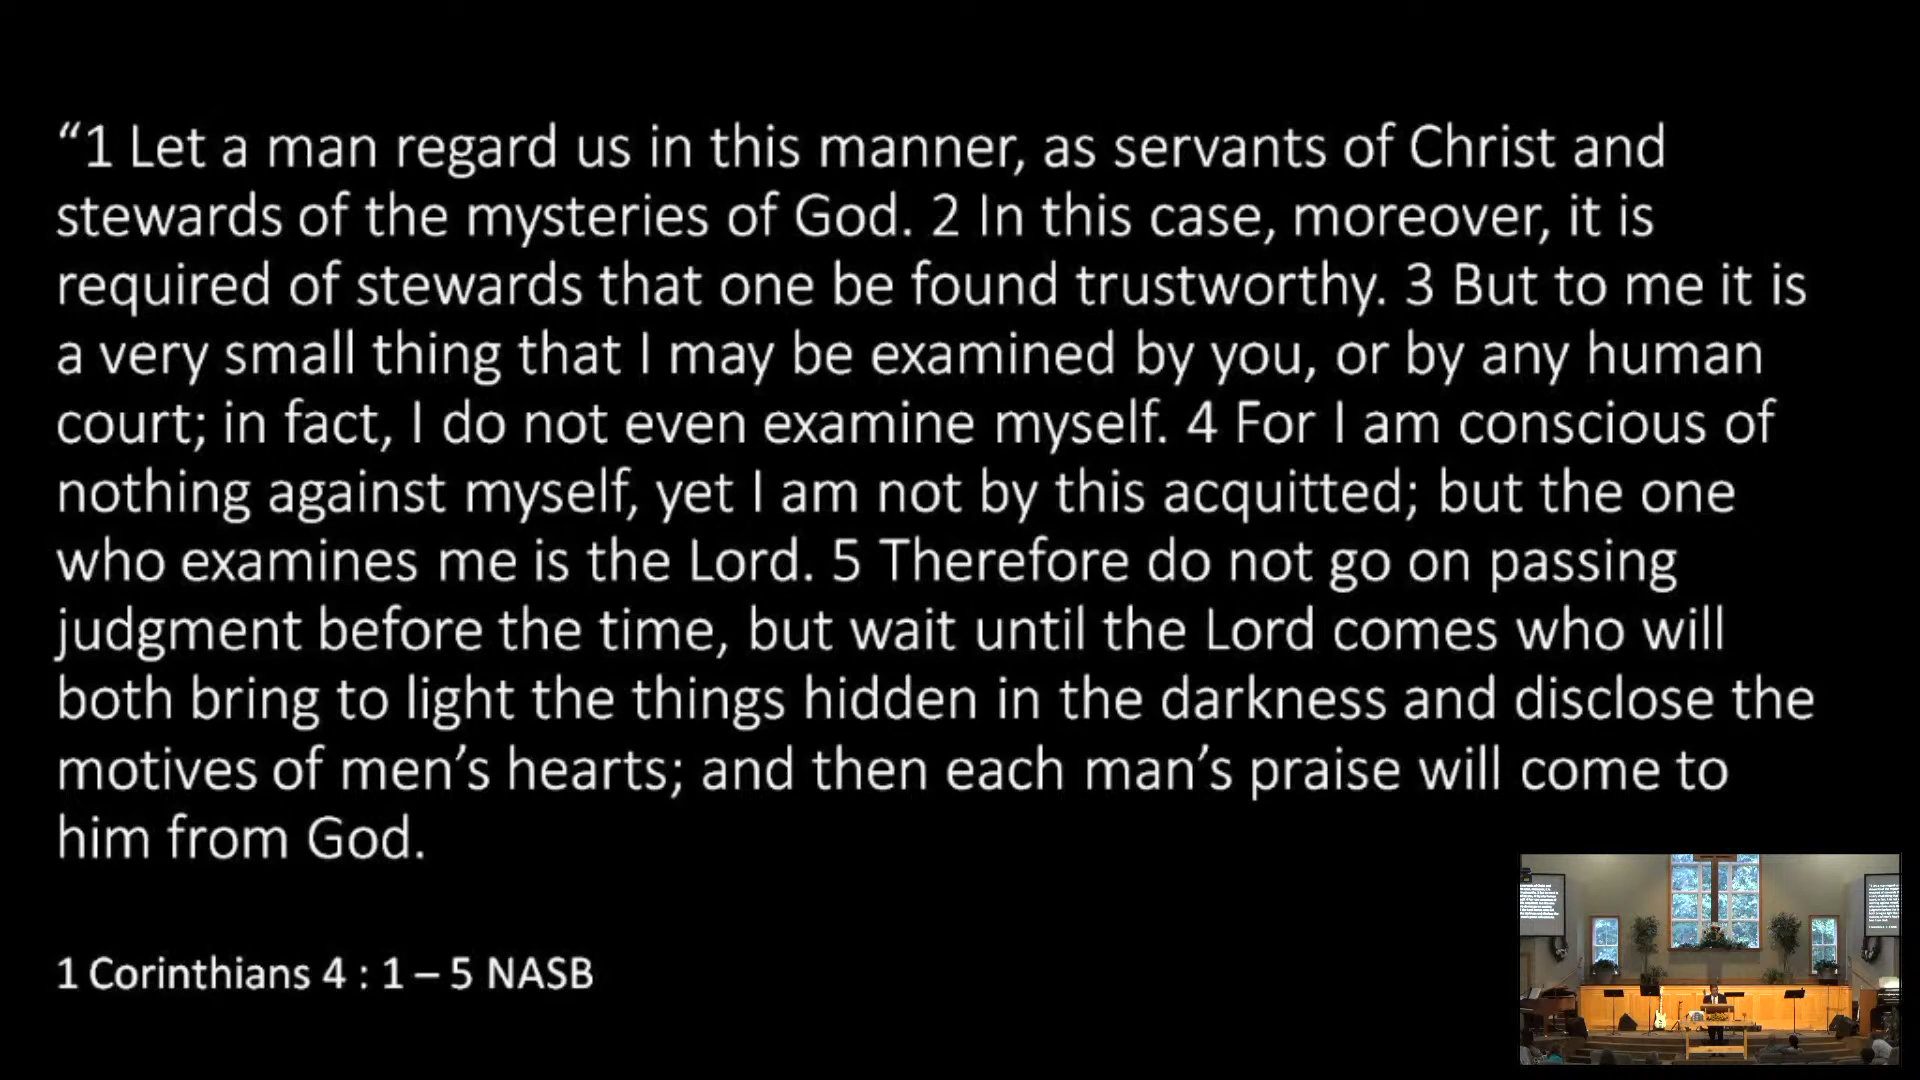 “1 Let a man regard us in this manner, as servants of Christ and
stewards of the mysteries of God. 2 In this case, moreover, it is
required of stewards that one be found trustworthy. 3 But to me it is
a very small thing that I may be examined by you, or by any human
court; in fact, I do not even examine myself. 4 For I am conscious of
nothing against myself, yet I am not by this acquitted; but the one
who examines me is the Lord. 5 Therefore do not go on passing
judgment before the time, but wait until the Lord comes who will
both bring to light the things hidden in the darkness and disclose the
motives of men’s hearts; and then each man’s praise will come to
him from God.
1 Corinthians 4 : 1 – 5 NASB